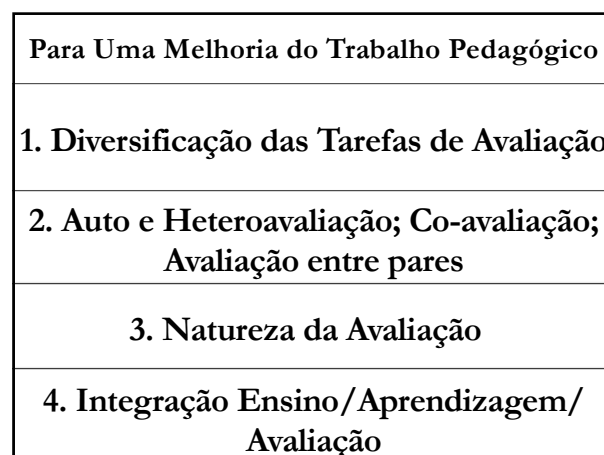 Para Uma Melhoria do Trabalho Pedagógico
1. Diversificação das Tarefas de Avaliação
2. Auto e Heteroavaliação; Co-avaliação;
Avaliação entre pares
3. Natureza da Avaliação
4. Integração Ensino/Aprendizagem/
Avaliação